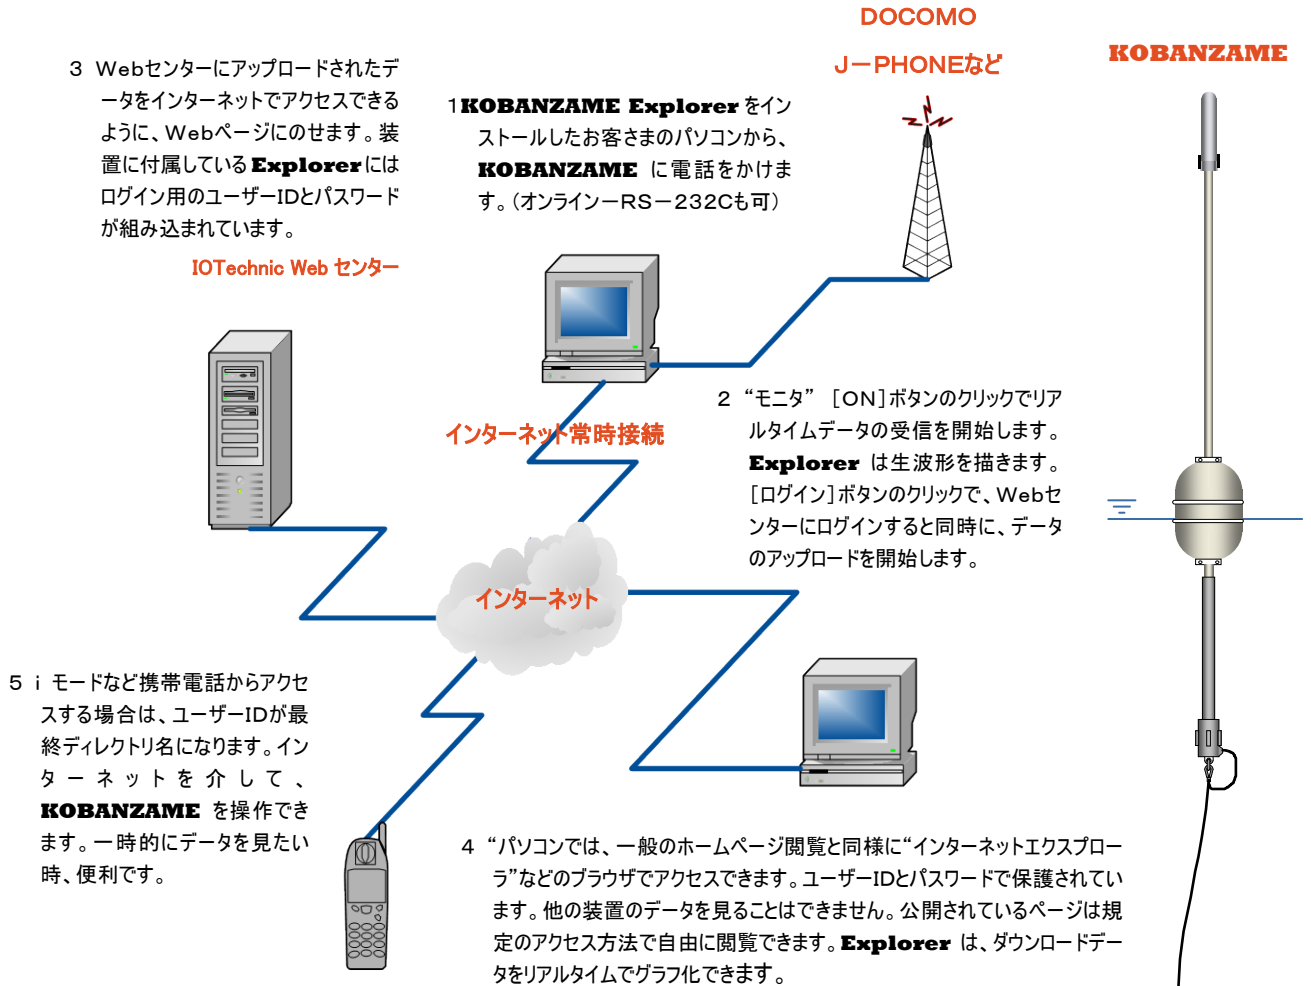 DOCOMO
J－PHONEなど
KOBANZAME
3 Webセンターにアップロードされたデ
ータをインターネットでアクセスできる
ように、Webページにのせます。装
置に付属しているExplorerには
ログイン用のユーザーIDとパスワード
が組み込まれています。
IOTechnic Web センター
1KOBANZAME Explorerをイン
ストールしたお客さまのパソコンから、
KOBANZAME に電話をかけま
す。（オンラインーRS－232Cも可）
インターネット常時接続
2 “モニタ” ［ON］ボタンのクリックでリア
ルタイムデータの受信を開始します。
Explorer は生波形を描きます。
［ログイン］ボタンのクリックで、Webセ
ンターにログインすると同時に、データ
のアップロードを開始します。
インターネット
5 i モードなど携帯電話からアクセ
スする場合は、ユーザーIDが最
終ディレクトリ名になります。イン
ターネットを介して、
KOBANZAME を操作でき
ます。一時的にデータを見たい
時、便利です。
4 “パソコンでは、一般のホームページ閲覧と同様に“インターネットエクスプロー
ラ”などのブラウザでアクセスできます。ユーザーIDとパスワードで保護されてい
ます。他の装置のデータを見ることはできません。公開されているページは規
定のアクセス方法で自由に閲覧できます。Explorer は、ダウンロードデー
タをリアルタイムでグラフ化できます。